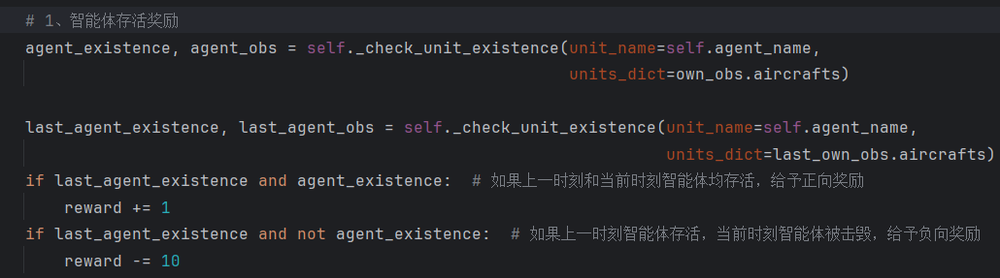 # 1、智能体存活奖励
agent_existence, agent_obs = self._check_unit_existence(unit_name=self.agent_name,
units_dict=own_obs.aircrafts)
last_agent_existence, last_agent_obs = self._check_unit_existence(unit_name=self.agent_name,
units_dict=last_own_obs.aircrafts)
if last_agent_existence and agent_existence:  # 如果上一时刻和当前时刻智能体均存活，给予正向奖励
reward += 1
if last_agent_existence and not agent_existence:  # 如果上一时刻智能体存活，当前时刻智能体被击毁，给予负向奖励
reward -= 10